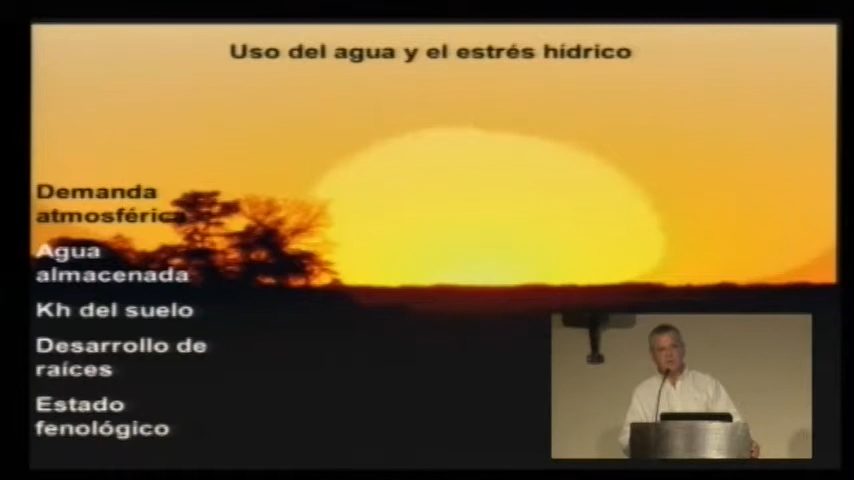 Uso del agua y el estrés hídrico
Demanda
atmosférica
Agua
almacenada
Kh del suelo
Desarrollo de
raíces
Estado
fenológico